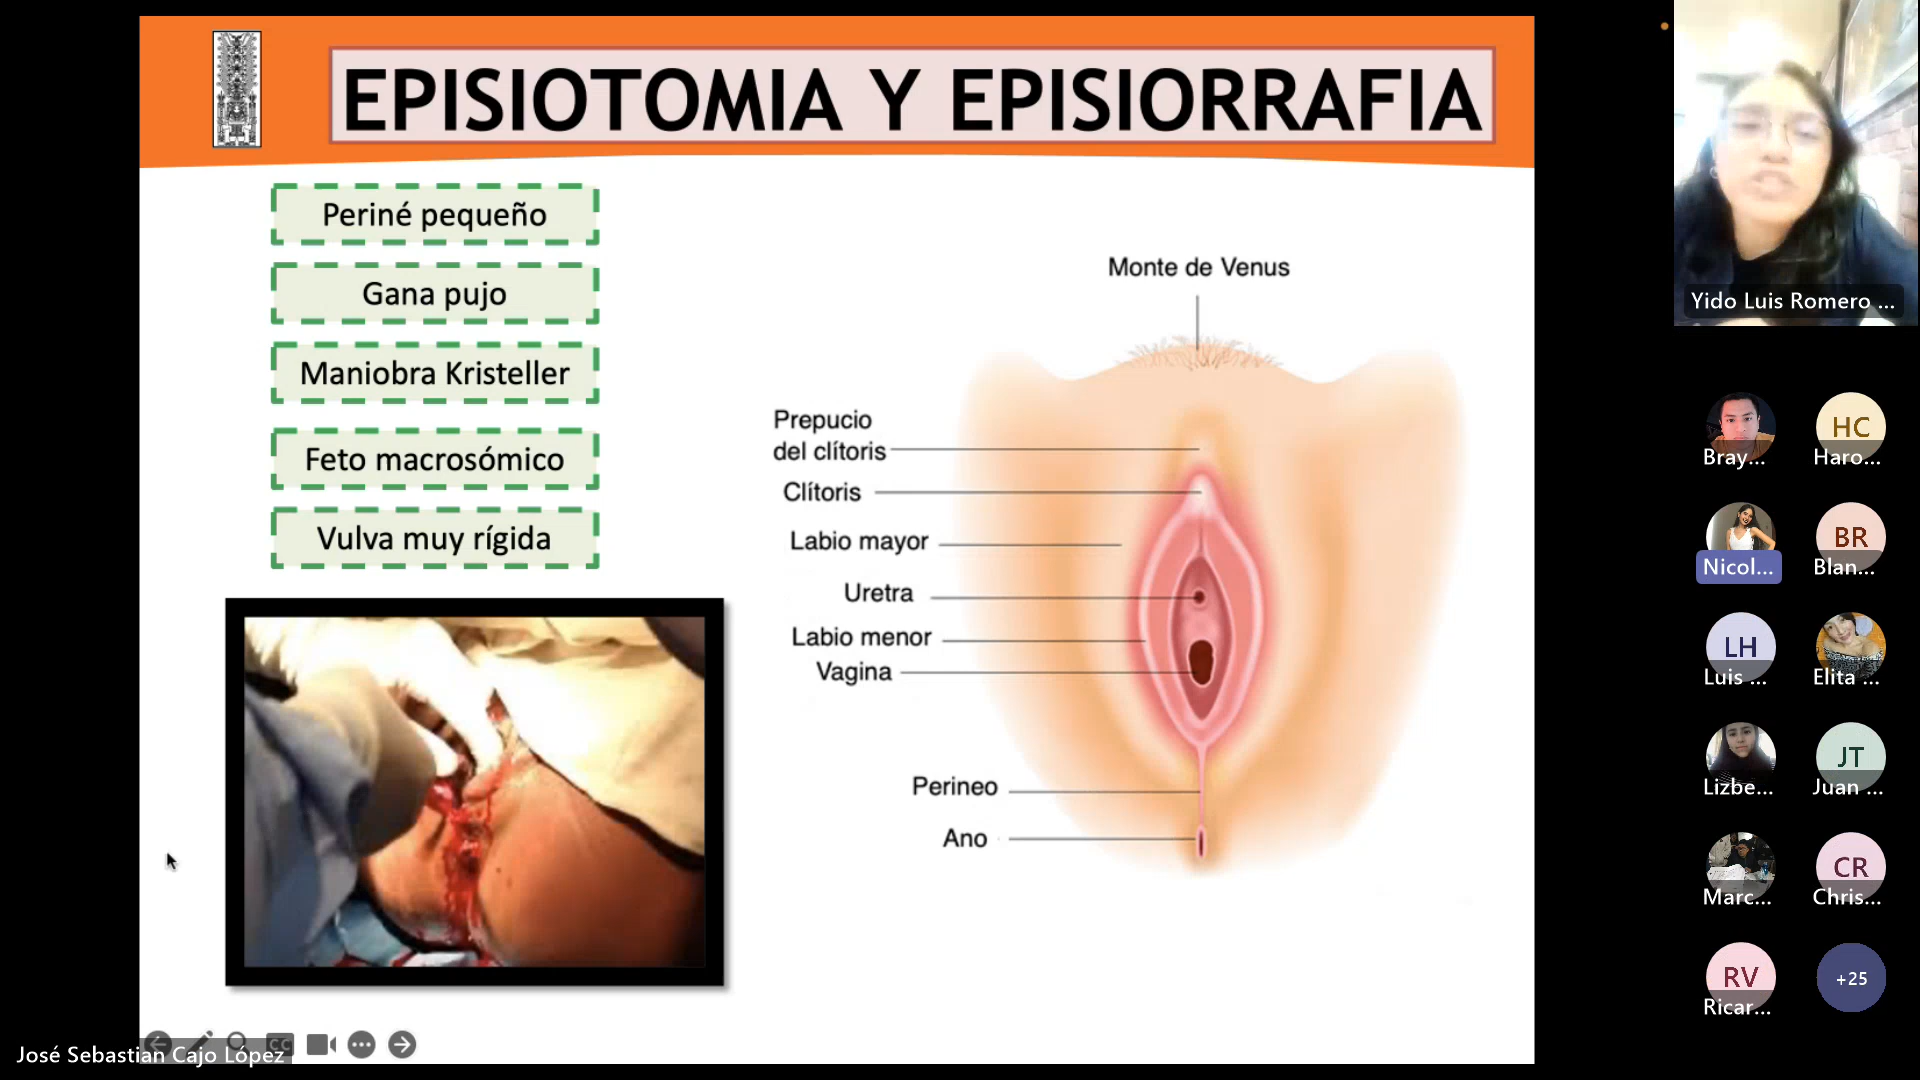 EPISIOTOMIA Y EPISIORRAFIA
Periné pequeño
Gana pujo
Maniobra Kristeller
Feto macrosómico
Vulva muy rígida
Monte de Venus
Prepucio
del clítoris
Clítoris
Labio mayor
Uretra
Labio menor
Vagina
Perineo
Ano
Yido Luis Romero ...
Bray...
HC
Haro...
Nicol...
BR
Blan...
LH
Luis ...
Elita ...
Lizbe...
JT
Juan ...
Marc...
CR
Chris...
RV
Ricar...
+25
CC
José Sebastian Cajo López